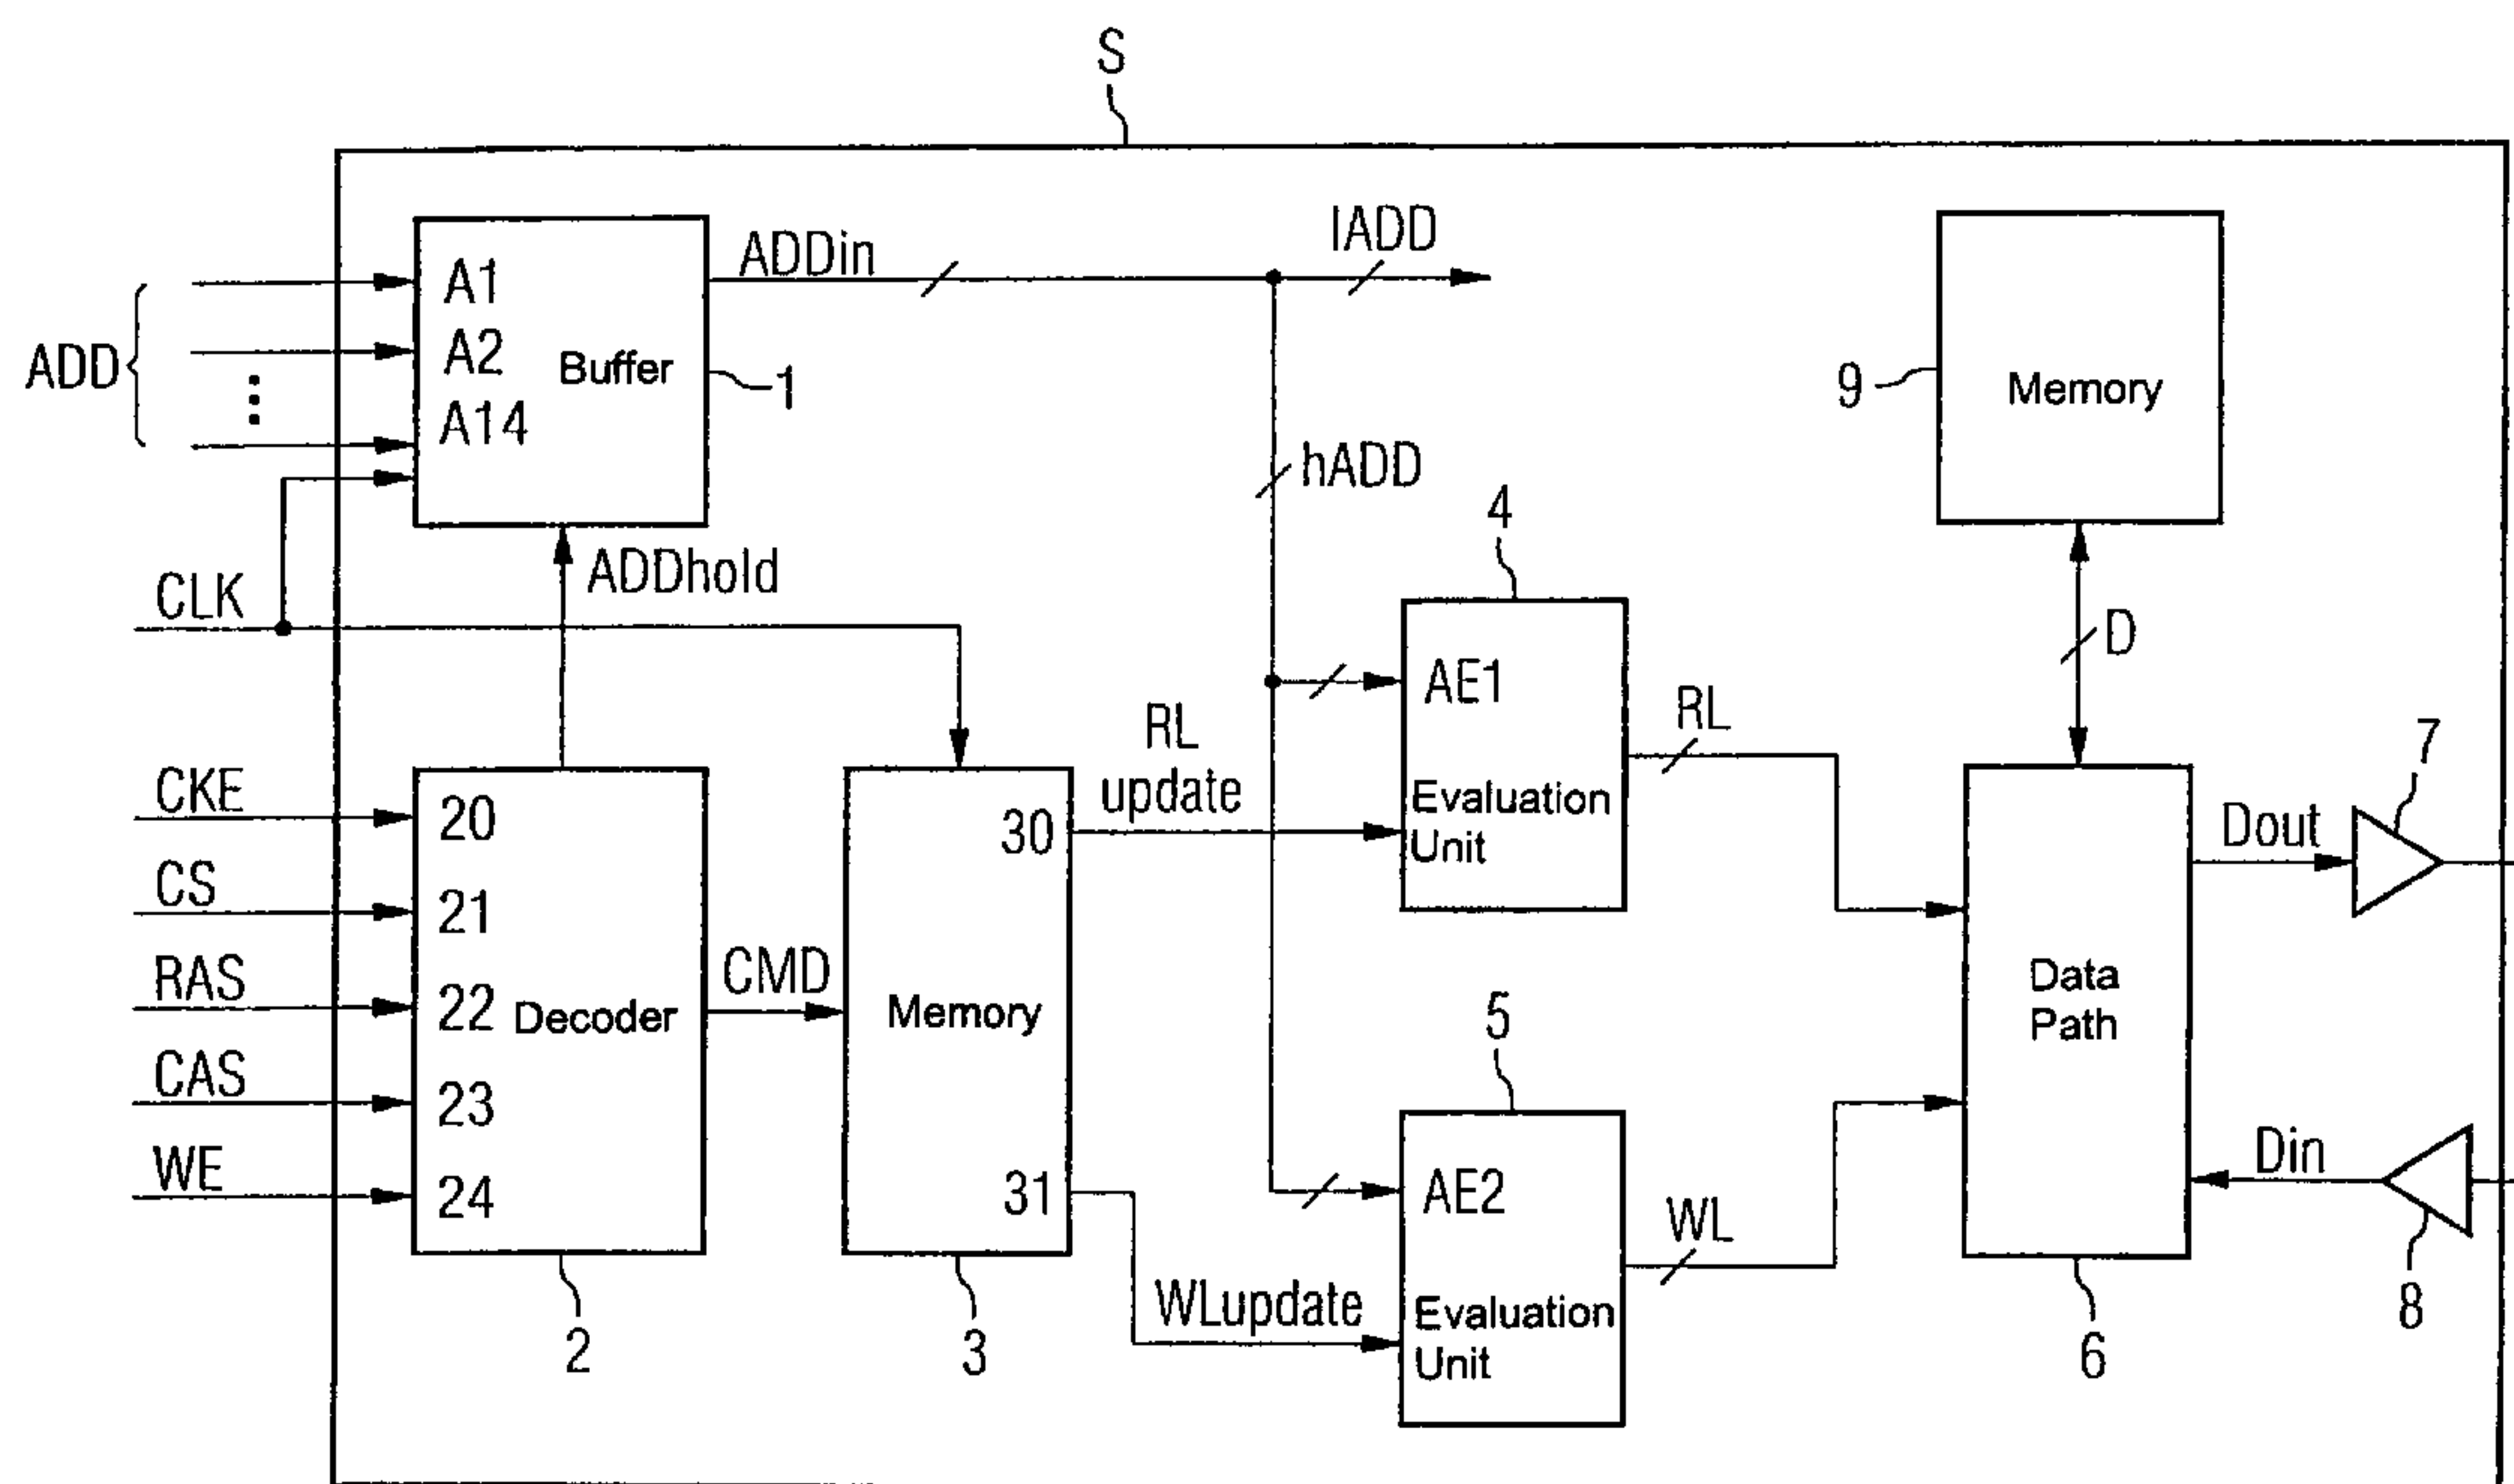 S
ADD
A1
A2
A14
Buffer
1
ADDin
lADD
hADD
9
Memory
D
CLK
ADDhold
4
AE1
Evaluation
Unit
RL
RL
update
CKE
CS
RAS
CAS
WE
20
21
22
23
24
Decoder
2
CMD
Memory
30
31
3
WLupdate
5
AE2
Evaluation
Unit
WL
Data
Path
6
Dout
7
Din
8